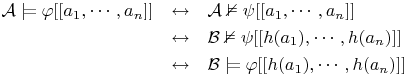 𝒜 ⊨ φ[[a₁, ⋯ , aₙ]] ↔ 𝒜 ⊭ ψ[[a₁, ⋯ , aₙ]]
↔ ℬ ⊭ ψ[[h(a₁), ⋯ , h(aₙ)]]
↔ ℬ ⊨ φ[[h(a₁), ⋯ , h(aₙ)]]